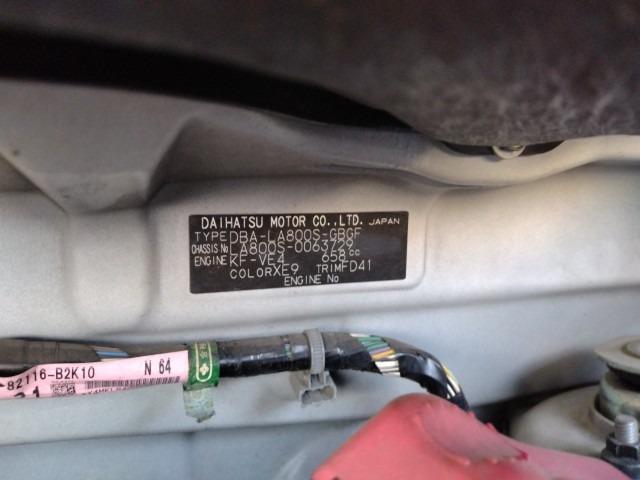 DAIHATSU MOTOR CO.,LTD. JAPAN
TYPE DBA-LA800S-GBGF
CHASSIS No LA800S-0063729
ENGINE KF-VE4 658cc
COLOR XE9 TRIM FD41
ENGINE No
82116-B2K10 N 64